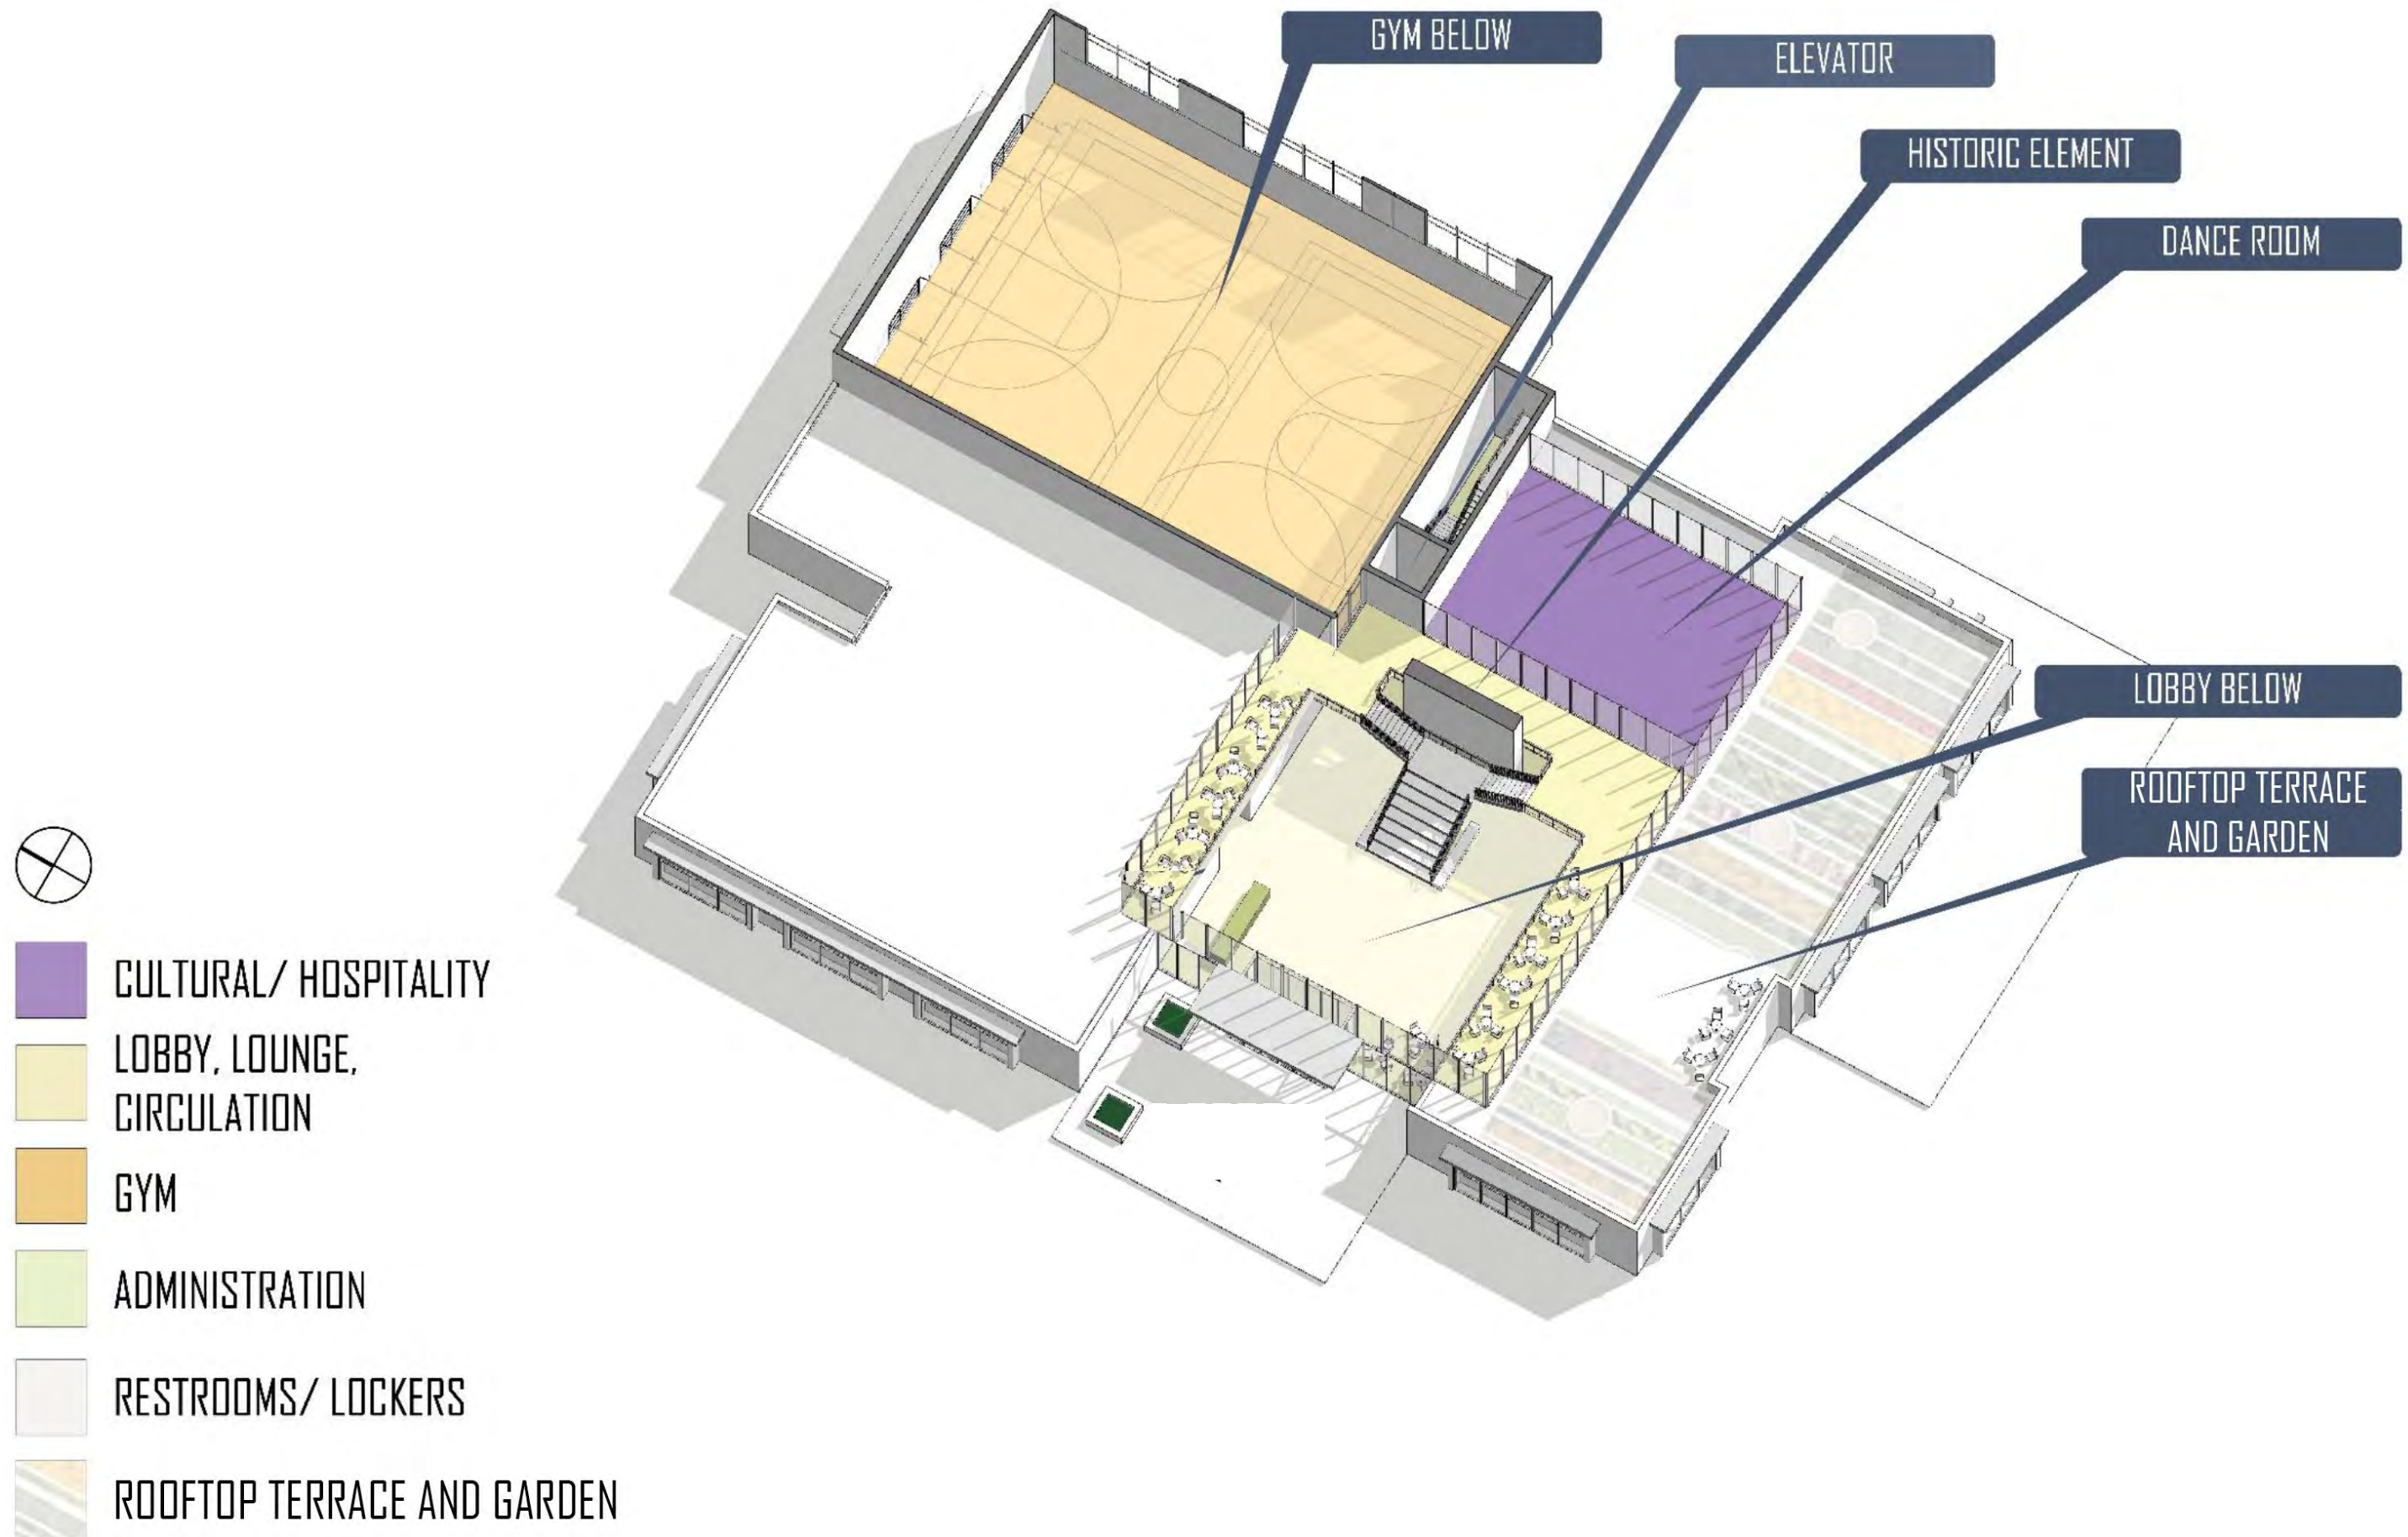 GYM BELOW
ELEVATOR
HISTORIC ELEMENT
DANCE ROOM
LOBBY BELOW
ROOFTOP TERRACE
AND GARDEN
CULTURAL/ HOSPITALITY
LOBBY, LOUNGE,
CIRCULATION
GYM
ADMINISTRATION
RESTROOMS/ LOCKERS
ROOFTOP TERRACE AND GARDEN